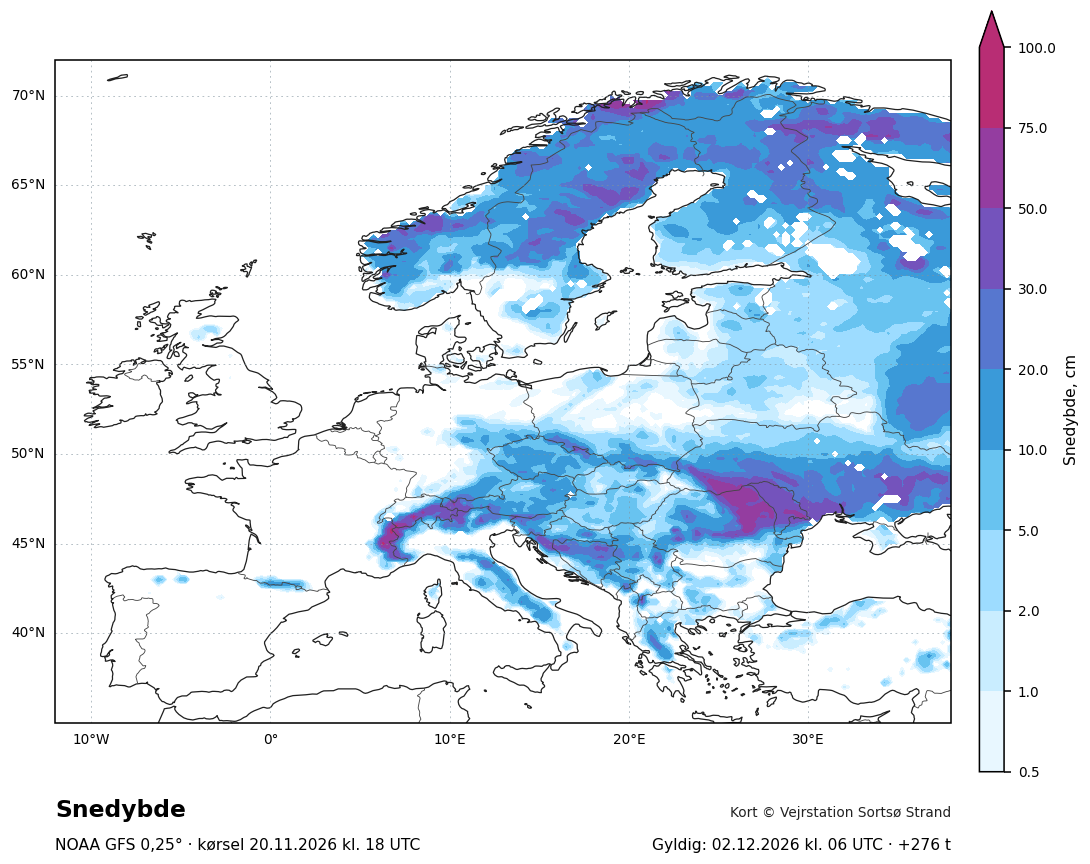 100.0
75.0
50.0
30.0
20.0
10.0
5.0
2.0
1.0
0.5
Snedybde, cm
70°N
65°N
60°N
55°N
50°N
45°N
40°N
10°W 0° 10°E 20°E 30°E
Snedybde
Kort © Vejrstation Sortsø Strand
NOAA GFS 0,25° · kørsel 20.11.2026 kl. 18 UTC
Gyldig: 02.12.2026 kl. 06 UTC · +276 t